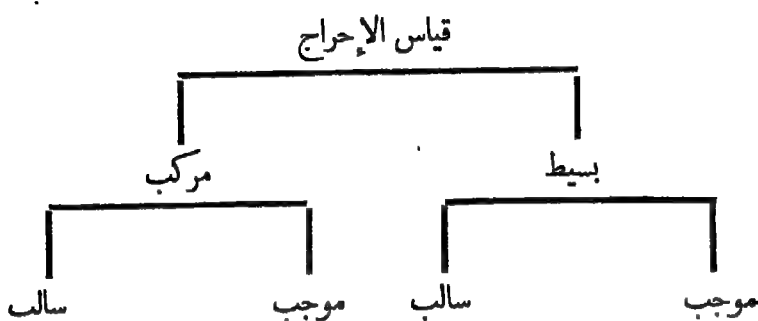 قياس الإحراج
بسيط مركب
موجب سالب موجب سالب